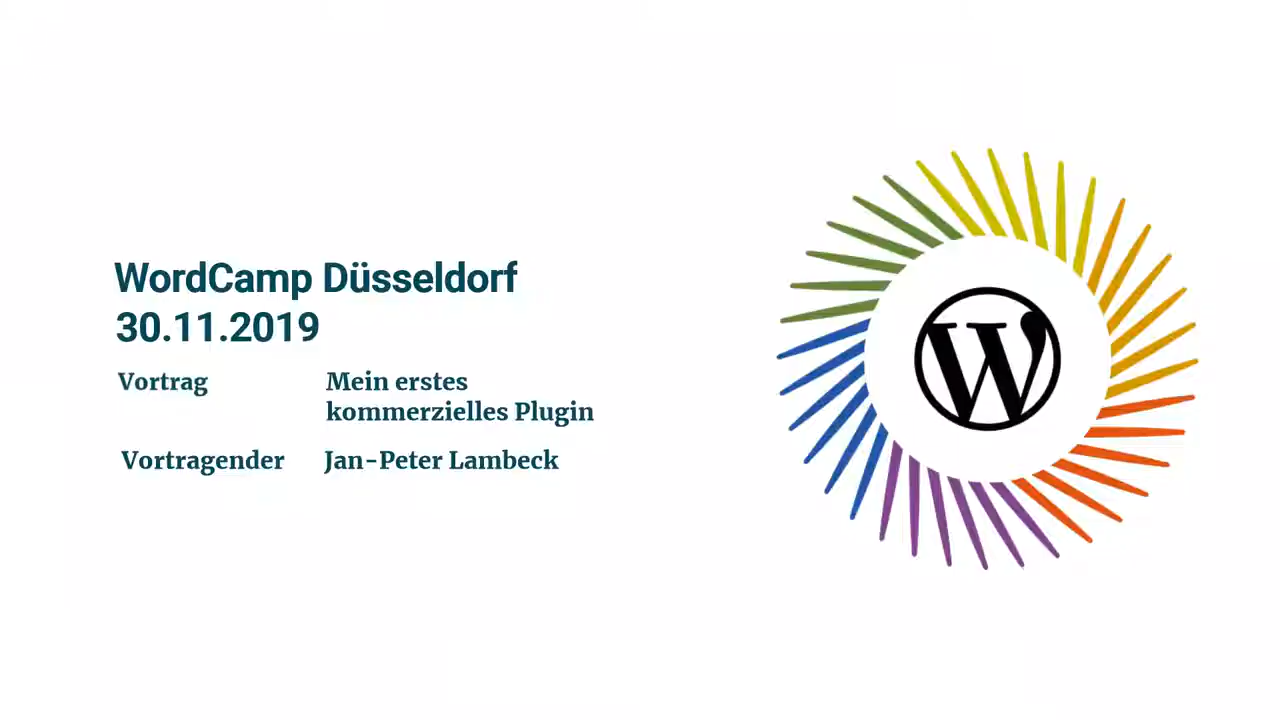 WordCamp Düsseldorf
30.11.2019
Vortrag Mein erstes
kommerzielles Plugin
Vortragender Jan-Peter Lambeck
W